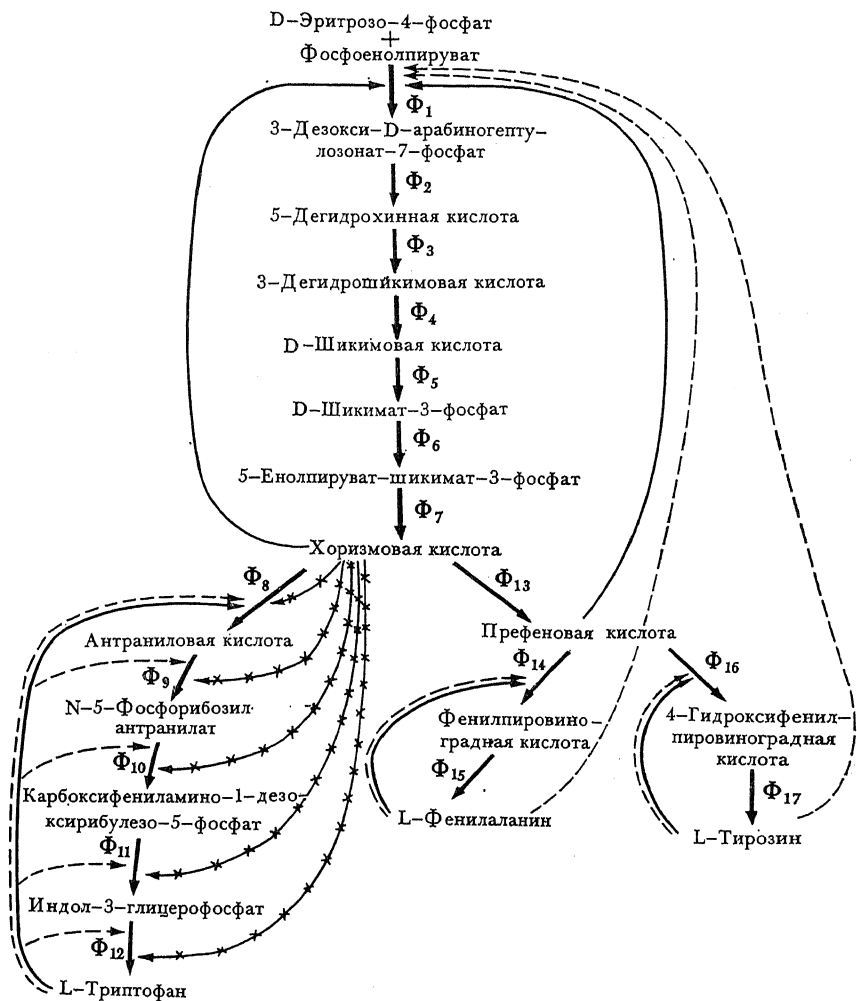 D-Эритрозо-4-фосфат
+
Фосфоенолпируват
Ф1
3-Дезокси-D-арабиногепту-
лозонат-7-фосфат
Ф2
5-Дегидрохинная кислота
Ф3
3-Дегидрошикимовая кислота
Ф4
D-Шикимовая кислота
Ф5
D-Шикимат-3-фосфат
Ф6
5-Енолпируват-шикимат-3-фосфат
Ф7
Хоризмовая кислота
Ф8
Ф13
Антраниловая кислота
Префеновая кислота
Ф9
Ф14
Ф16
N-5-Фосфорибозил
антранилат
Фенилпировино-
градная кислота
4-Гидроксифенил-
пировиноградная
кислота
Ф10
Ф15
Ф17
Карбоксифениламино-1-дезо-
ксирибулезо-5-фосфат
L-Фенилаланин
L-Тирозин
Ф11
Индол-3-глицерофосфат
Ф12
L-Триптофан